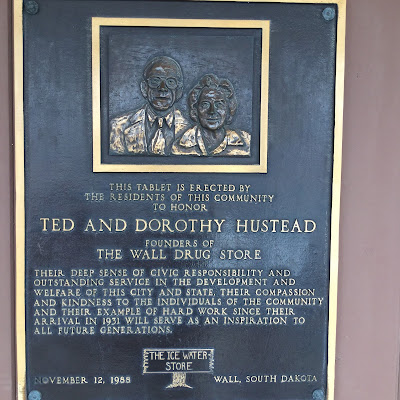 THIS TABLET IS ERECTED BY
THE RESIDENTS OF THIS COMMUNITY
TO HONOR
TED AND DOROTHY HUSTEAD
FOUNDERS OF
THE WALL DRUG STORE
THEIR DEEP SENSE OF CIVIC RESPONSIBILITY AND
OUTSTANDING SERVICE IN THE DEVELOPMENT AND
WELFARE OF THIS CITY AND STATE, THEIR COMPASSION
AND KINDNESS TO THE INDIVIDUALS OF THE COMMUNITY
AND THEIR EXAMPLE OF HARD WORK SINCE THEIR
ARRIVAL IN 1931 WILL SERVE AS AN INSPIRATION TO
ALL FUTURE GENERATIONS.
THE ICE WATER
STORE
NOVEMBER 12, 1988 WALL, SOUTH DAKOTA